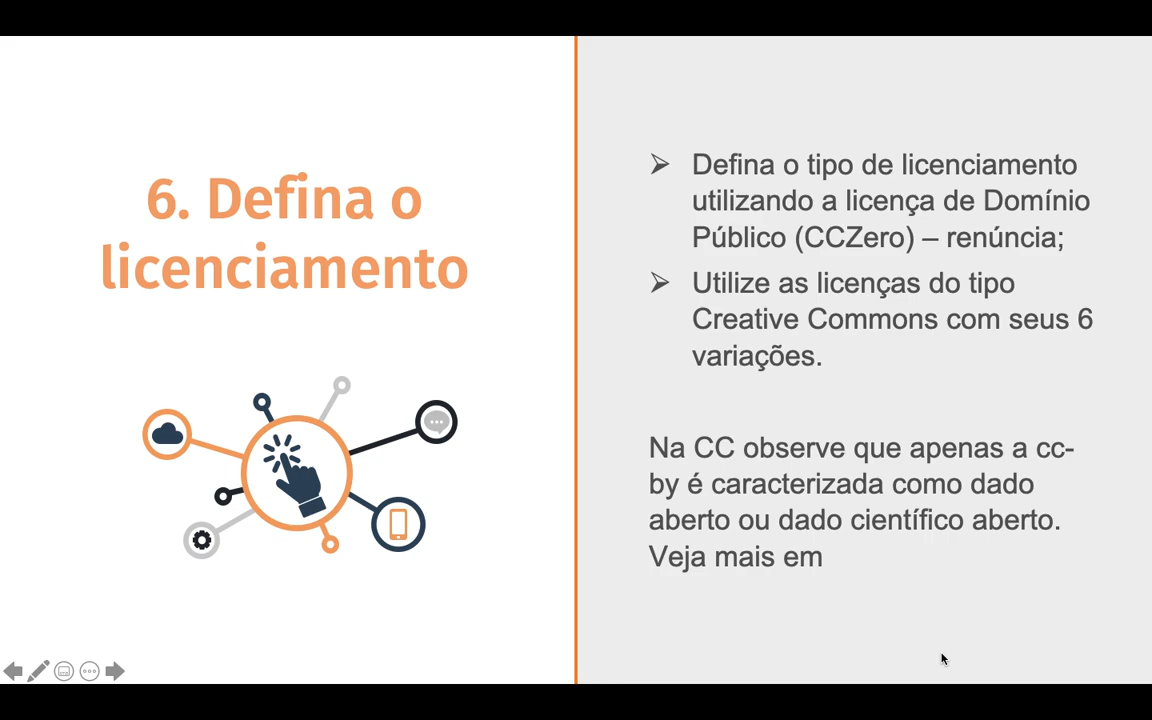 6. Defina o
licenciamento
➢ Defina o tipo de licenciamento
utilizando a licença de Domínio
Público (CCZero) – renúncia;
➢ Utilize as licenças do tipo
Creative Commons com seus 6
variações.
Na CC observe que apenas a cc-
by é caracterizada como dado
aberto ou dado científico aberto.
Veja mais em